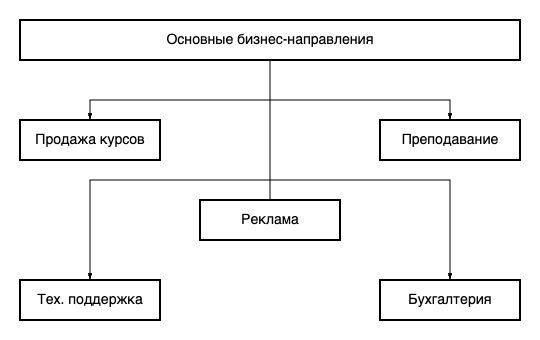 Основные бизнес-направления
Продажа курсов
Преподавание
Реклама
Тех. поддержка
Бухгалтерия